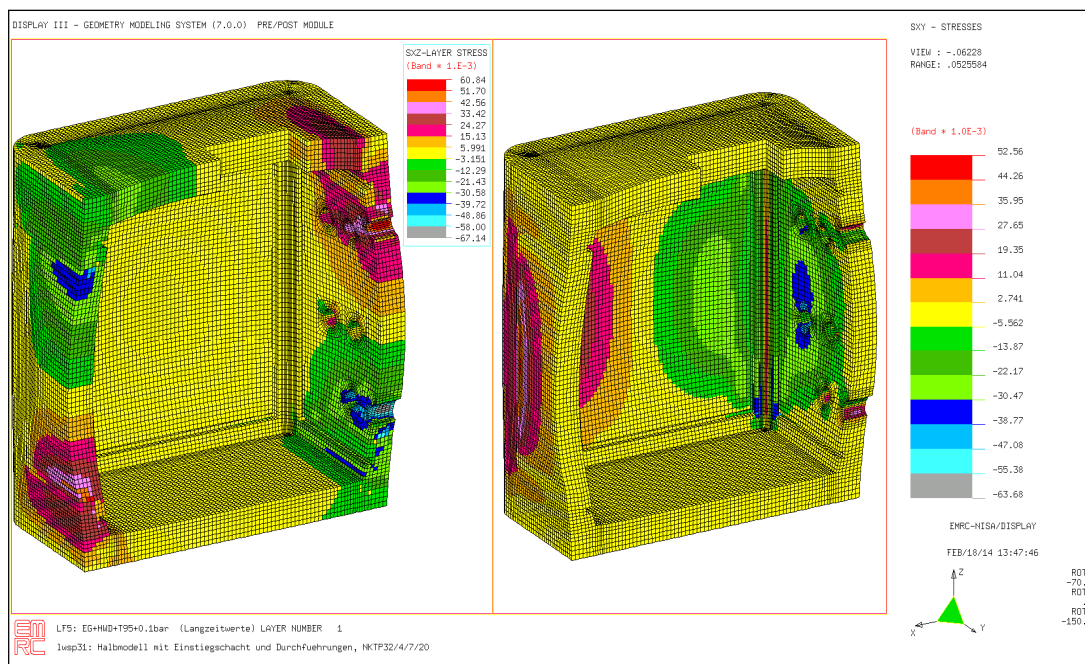 DISPLAY III - GEOMETRY MODELING SYSTEM (7.0.0) PRE/POST MODULE
SXZ-LAYER STRESS
(Band * 1.E-3)
60.84
51.70
42.56
33.42
24.27
15.13
5.991
-3.151
-12.29
-21.43
-30.58
-39.72
-48.86
-58.00
-67.14
SXY - STRESSES
VIEW : -.06228
RANGE: .0525584
(Band * 1.0E-3)
52.56
44.26
35.95
27.65
19.35
11.04
2.741
-5.562
-13.87
-22.17
-30.47
-38.77
-47.08
-55.38
-63.68
EMRC-NISA/DISPLAY
FEB/18/14 13:47:46
Z
X
Y
ROT
-70.
ROT
ROT
-150.
EMRC
LF5: EG+HWD+T95+0.1bar (Langzeitwerte) LAYER NUMBER 1
lwsp31: Halbmodell mit Einstiegschacht und Durchfuehrungen, NKTP32/4/7/20